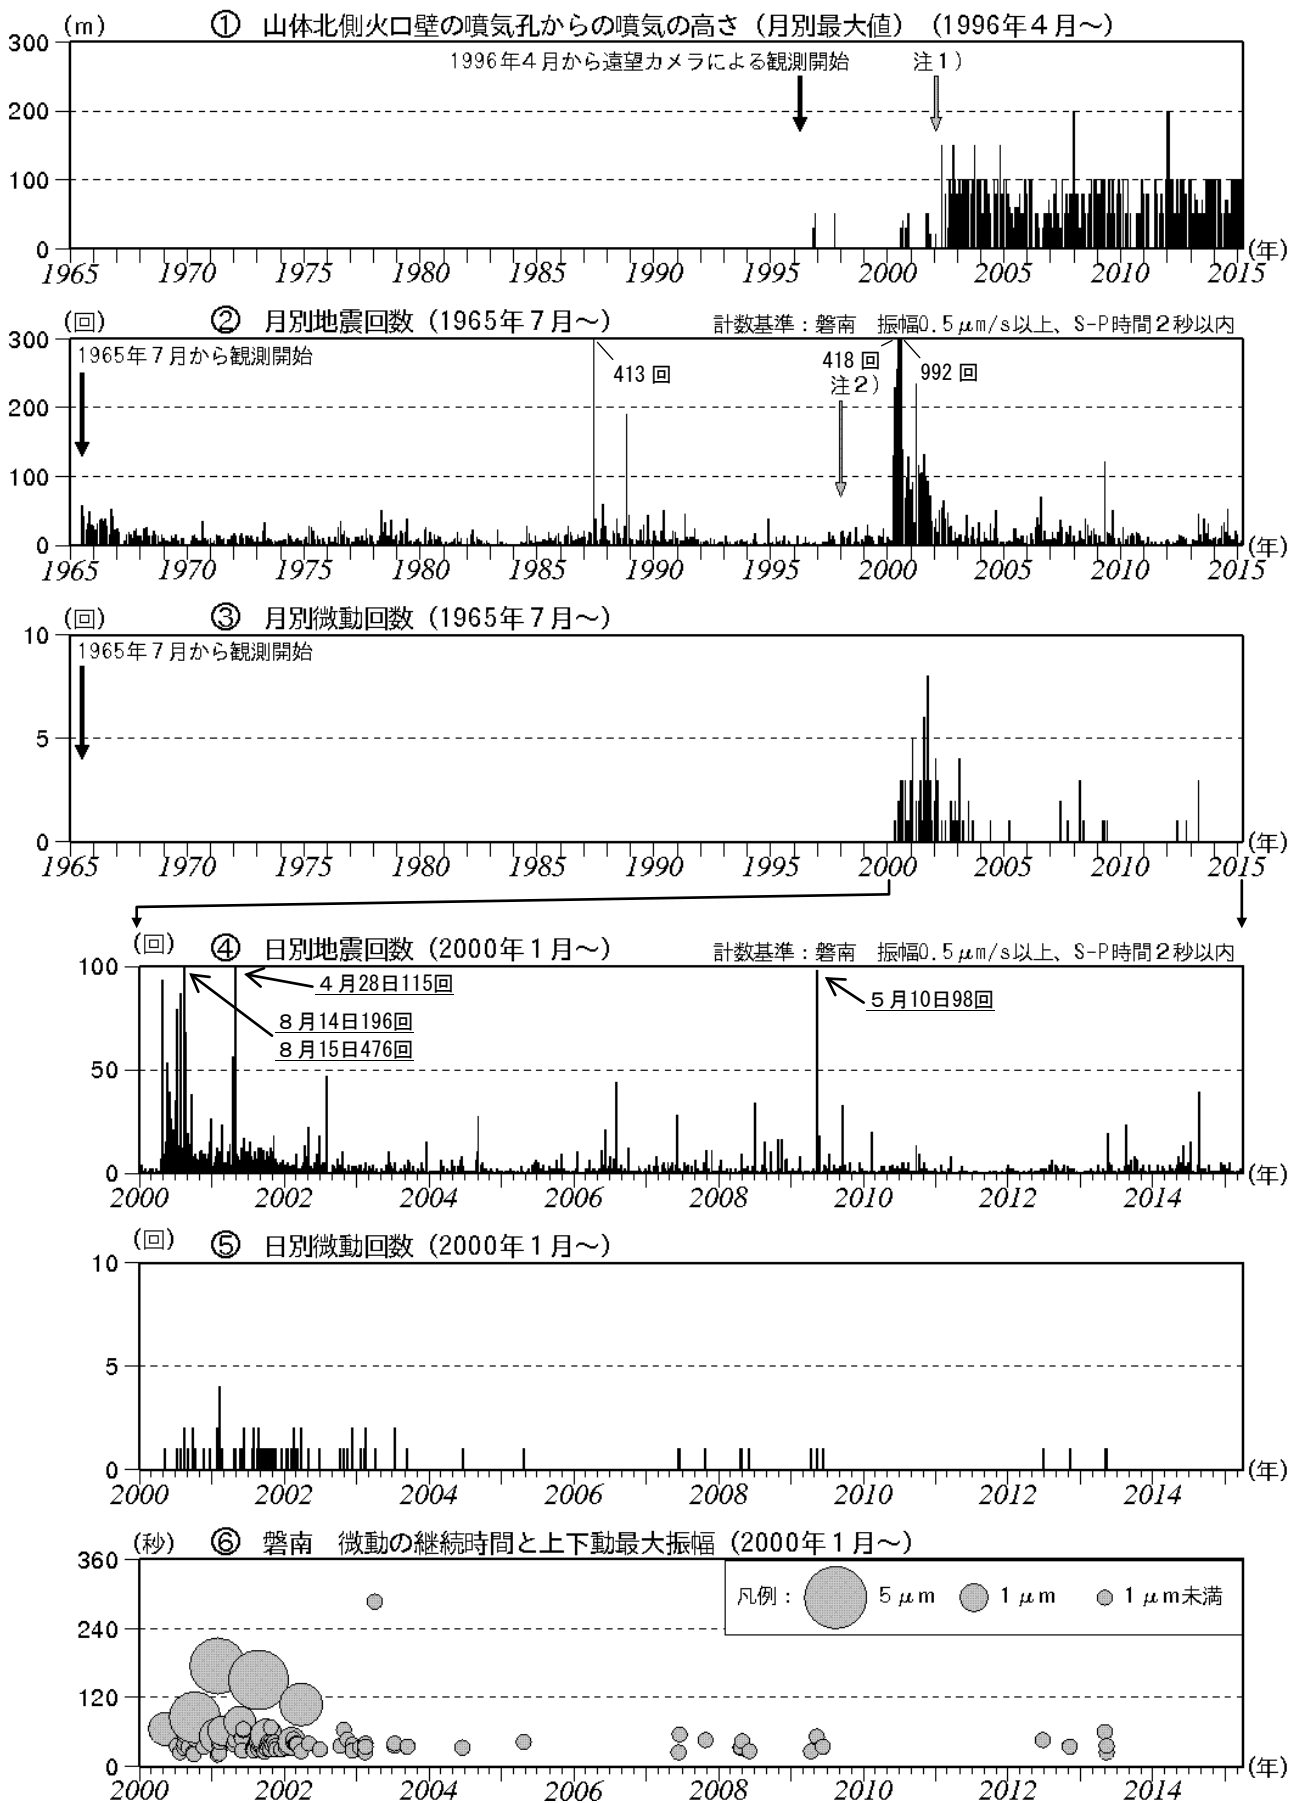 (m) ① 山体北側火口壁の噴気孔からの噴気の高さ（月別最大値）（1996年４月～）
300
1996年４月から遠望カメラによる観測開始 注１）
200
100
0
1965 1970 1975 1980 1985 1990 1995 2000 2005 2010 2015 (年)
(回) ② 月別地震回数（1965年７月～） 計数基準：磐南 振幅0.5μm/s以上、S-P時間２秒以内
300
1965年７月から観測開始 413回 418回 992回
注２）
200
100
0
1965 1970 1975 1980 1985 1990 1995 2000 2005 2010 2015 (年)
(回) ③ 月別微動回数（1965年７月～）
10
1965年７月から観測開始
5
0
1965 1970 1975 1980 1985 1990 1995 2000 2005 2010 2015 (年)
(回) ④ 日別地震回数（2000年１月～） 計数基準：磐南 振幅0.5μm/s以上、S-P時間２秒以内
100
４月28日115回
５月10日98回
８月14日196回
８月15日476回
50
0
2000 2002 2004 2006 2008 2010 2012 2014 (年)
(回) ⑤ 日別微動回数（2000年１月～）
10
5
0
2000 2002 2004 2006 2008 2010 2012 2014 (年)
(秒) ⑥ 磐南 微動の継続時間と上下動最大振幅（2000年１月～）
360
凡例： 5μm 1μm 1μm未満
240
120
0
2000 2002 2004 2006 2008 2010 2012 2014 (年)